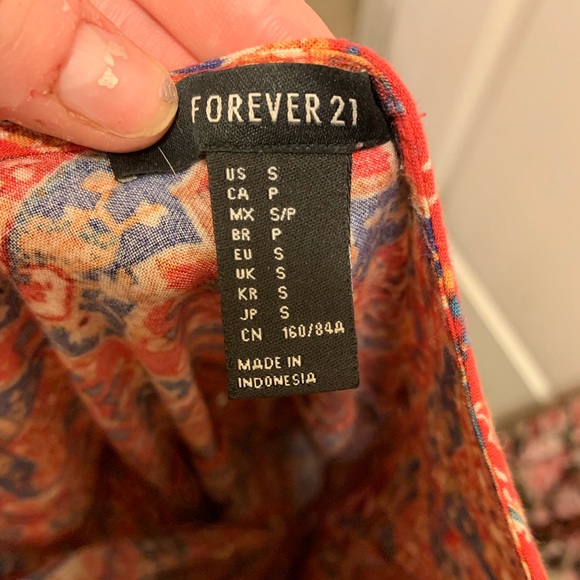 FOREVER 21
US S
CA P
MX S/P
BR P
EU S
UK S
KR S
JP S
CN 160/84A
MADE IN
INDONESIA